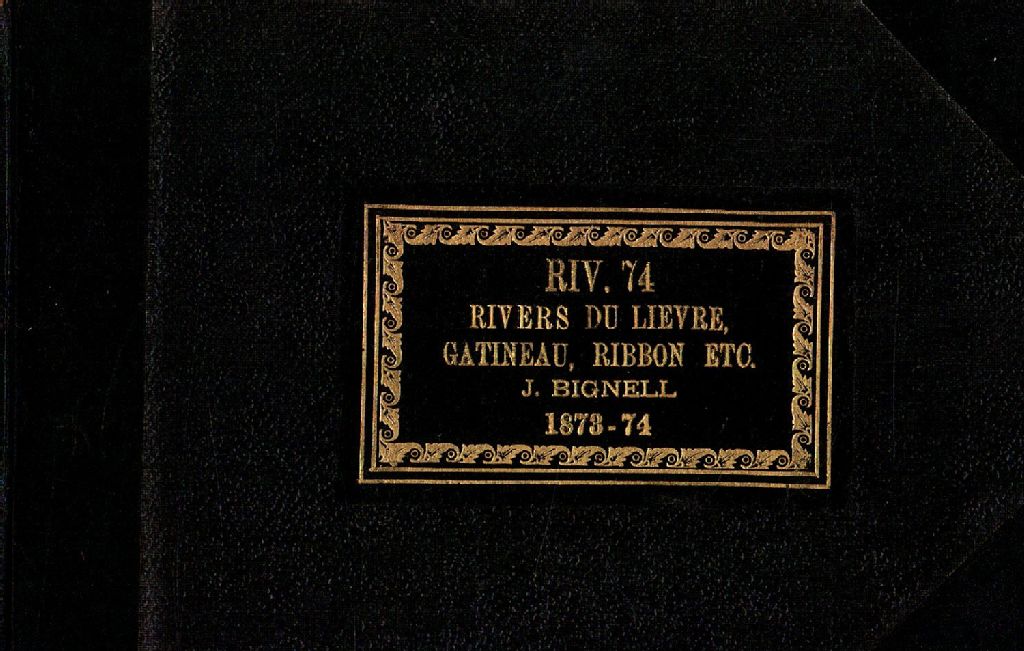 RIV. 74
RIVERS DU LIEVRE,
GATINEAU, RIBBON ETC.
J. BIGNELL
1873-74